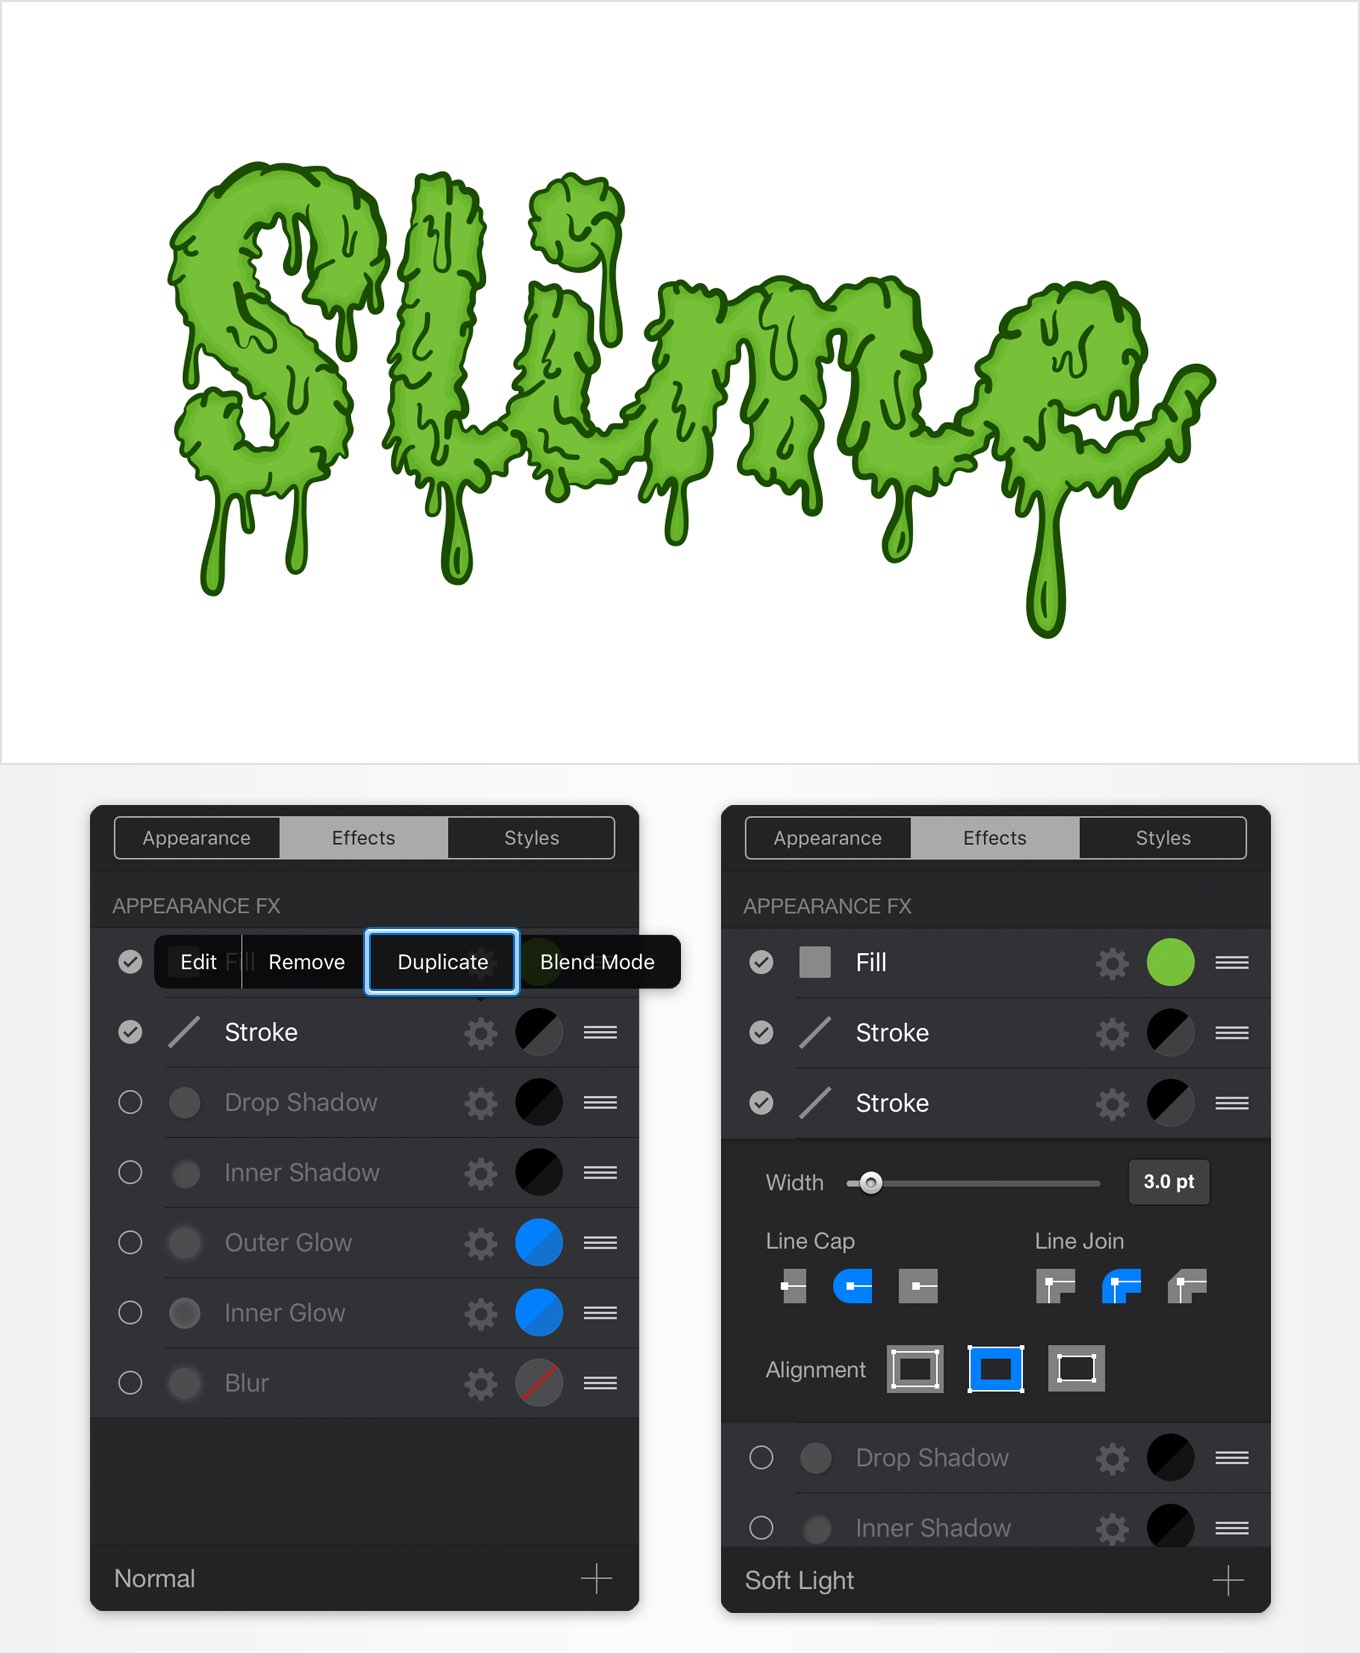 Slime
Appearance Effects Styles
APPEARANCE FX
Edit Fill Remove Duplicate Blend Mode
Stroke
Drop Shadow
Inner Shadow
Outer Glow
Inner Glow
Blur
Normal
Appearance Effects Styles
APPEARANCE FX
Fill
Stroke
Stroke
Width 3.0 pt
Line Cap Line Join
Alignment
Drop Shadow
Inner Shadow
Soft Light